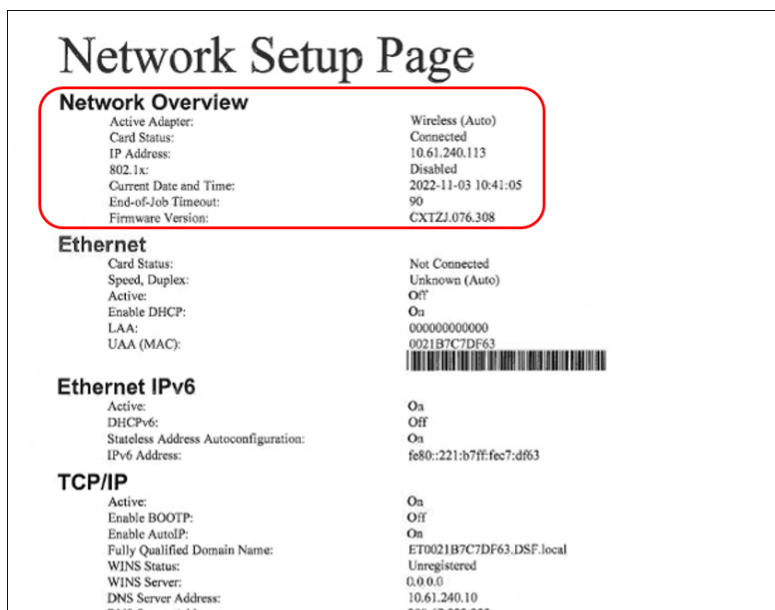 Network Setup Page
Network Overview
Active Adapter: Wireless (Auto)
Card Status: Connected
IP Address: 10.61.240.113
802.1x: Disabled
Current Date and Time: 2022-11-03 10:41:05
End-of-Job Timeout: 90
Firmware Version: CXTZJ.076.308
Ethernet
Card Status: Not Connected
Speed, Duplex: Unknown (Auto)
Active: Off
Enable DHCP: On
LAA: 000000000000
UAA (MAC): 0021B7C7DF63
Ethernet IPv6
Active: On
DHCPv6: Off
Stateless Address Autoconfiguration: On
IPv6 Address: fe80::221:b7ff:fec7:df63
TCP/IP
Active: On
Enable BOOTP: Off
Enable AutoIP: On
Fully Qualified Domain Name: ET0021B7C7DF63.DSF.local
WINS Status: Unregistered
WINS Server: 0.0.0.0
DNS Server Address: 10.61.240.10